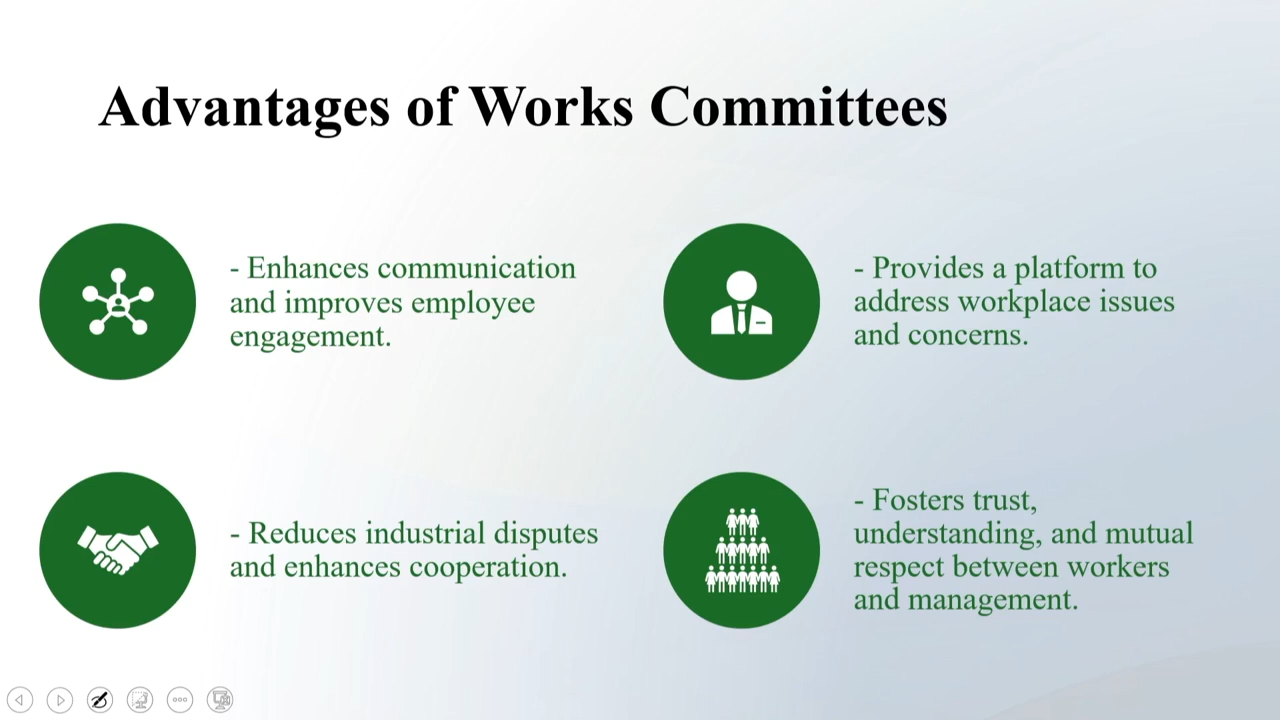 Advantages of Works Committees
- Enhances communication
and improves employee
engagement.
- Provides a platform to
address workplace issues
and concerns.
- Reduces industrial disputes
and enhances cooperation.
- Fosters trust,
understanding, and mutual
respect between workers
and management.